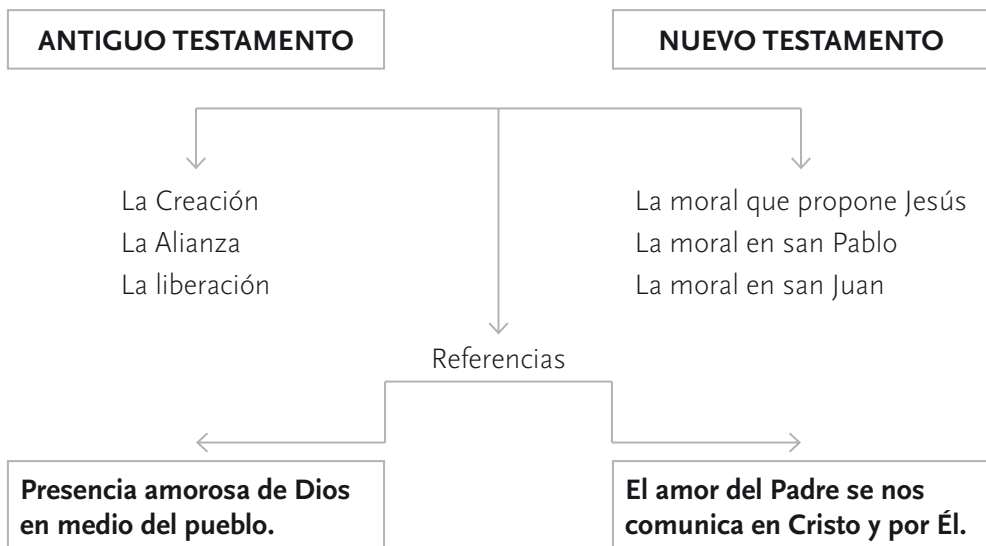 ANTIGUO TESTAMENTO
NUEVO TESTAMENTO
La Creación
La Alianza
La liberación
La moral que propone Jesús
La moral en san Pablo
La moral en san Juan
Referencias
Presencia amorosa de Dios
en medio del pueblo.
El amor del Padre se nos
comunica en Cristo y por Él.